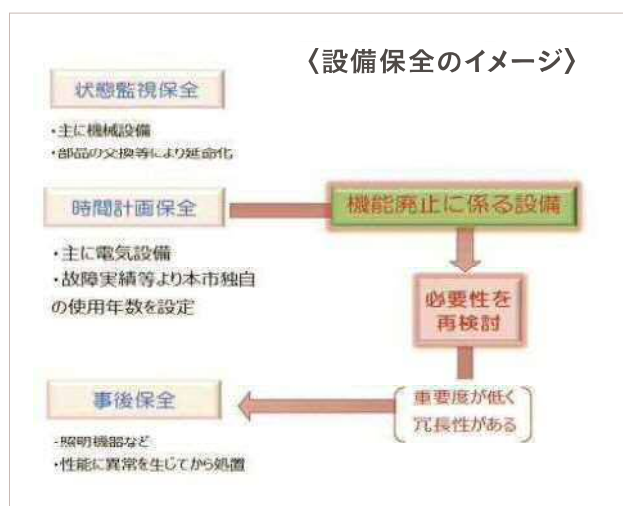 〈設備保全のイメージ〉
状態監視保全
・主に機械設備
・部品の交換等により延命化
時間計画保全
機能廃止に係る設備
・主に電気設備
・故障実績等より本市独自
の使用年数を設定
必要性を
再検討
事後保全
重要度が低く
冗長性がある
・照明機器など
・性能に異常を生じてから処置